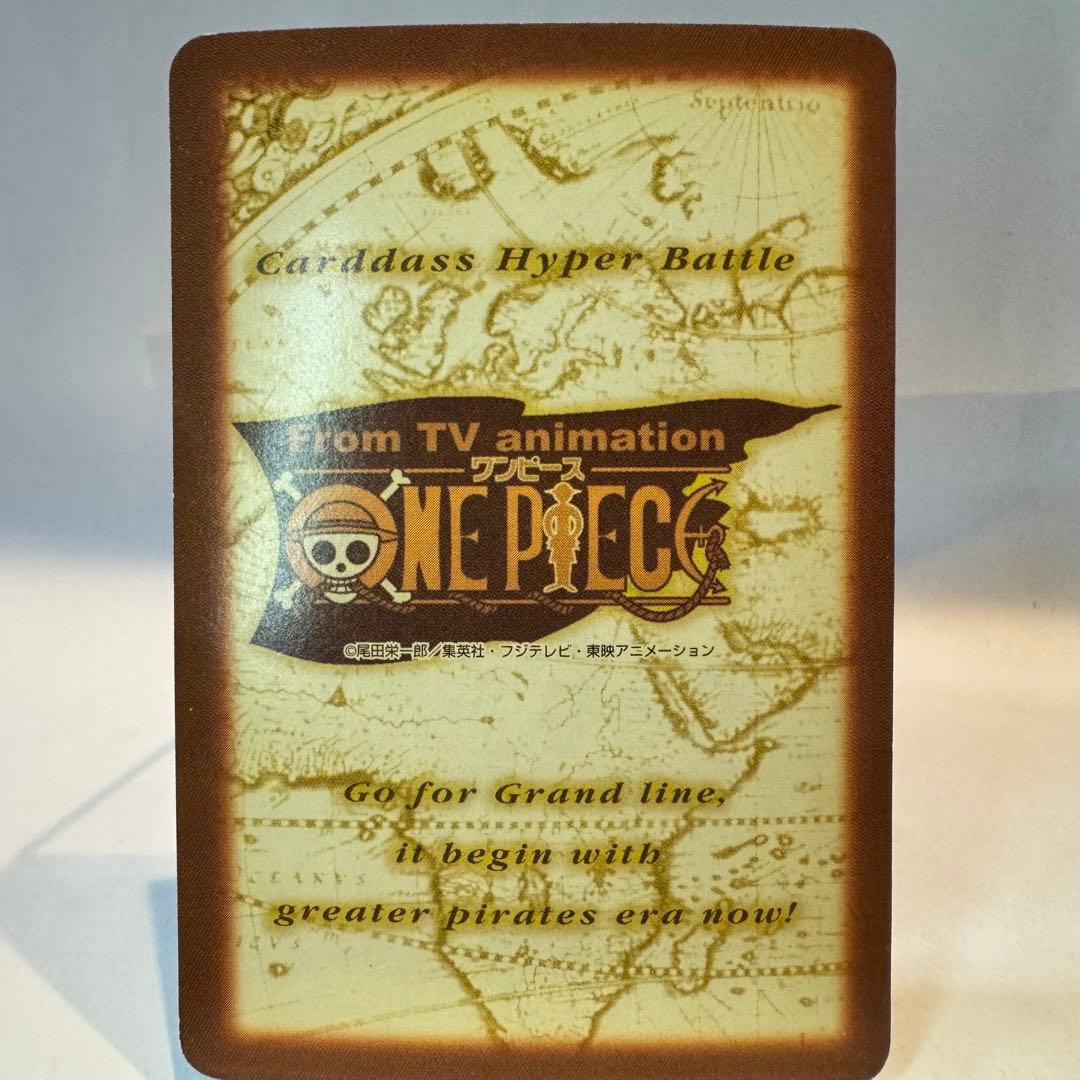 Septentrio
Carddass Hyper Battle
From TV animation
ワンピース
ONE PIECE
©尾田栄一郎／集英社・フジテレビ・東映アニメーション
Go for Grand line,
it begin with
greater pirates era now!